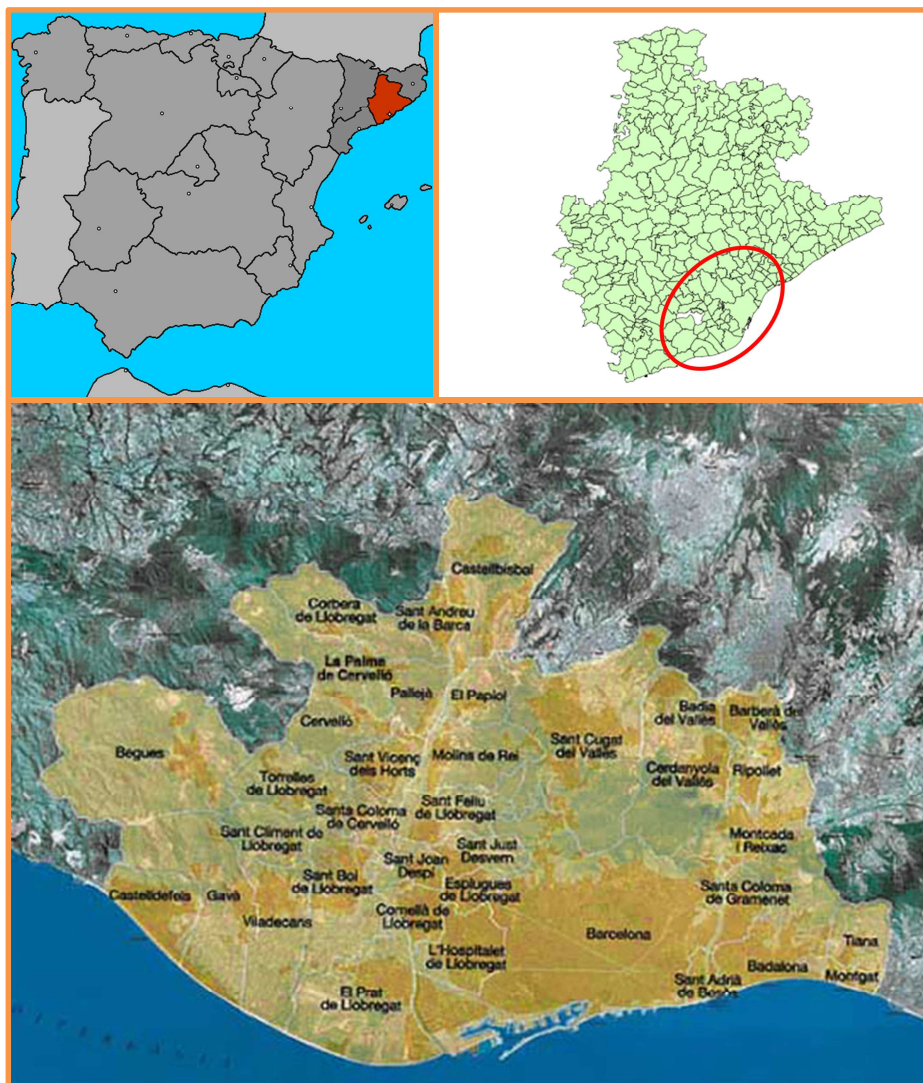 Castellbisbal
Corbera
de Llobregat
Sant Andreu
de la Barca
La Palma
de Cervelló
Pallejà
El Papiol
Badia
del Vallès
Barberà del
Vallès
Cervelló
Begues
Sant Vicenç
dels Horts
Molins de Rei
Sant Cugat
del Vallès
Torrelles
de Llobregat
Cerdanyola
del Vallès
Ripollet
Santa Coloma
de Cervelló
Sant Feliu
de Llobregat
Sant Climent de
Llobregat
Sant Just
Desvern
Montcada
i Reixac
Sant Joan
Despí
Sant Boi
de Llobregat
Esplugues
de Llobregat
Santa Coloma
de Gramenet
Castelldefels
Gavà
Viladecans
Cornellà de
Llobregat
Barcelona
Tiana
L'Hospitalet
de Llobregat
Badalona
Montgat
Sant Adrià
de Besòs
El Prat
de Llobregat